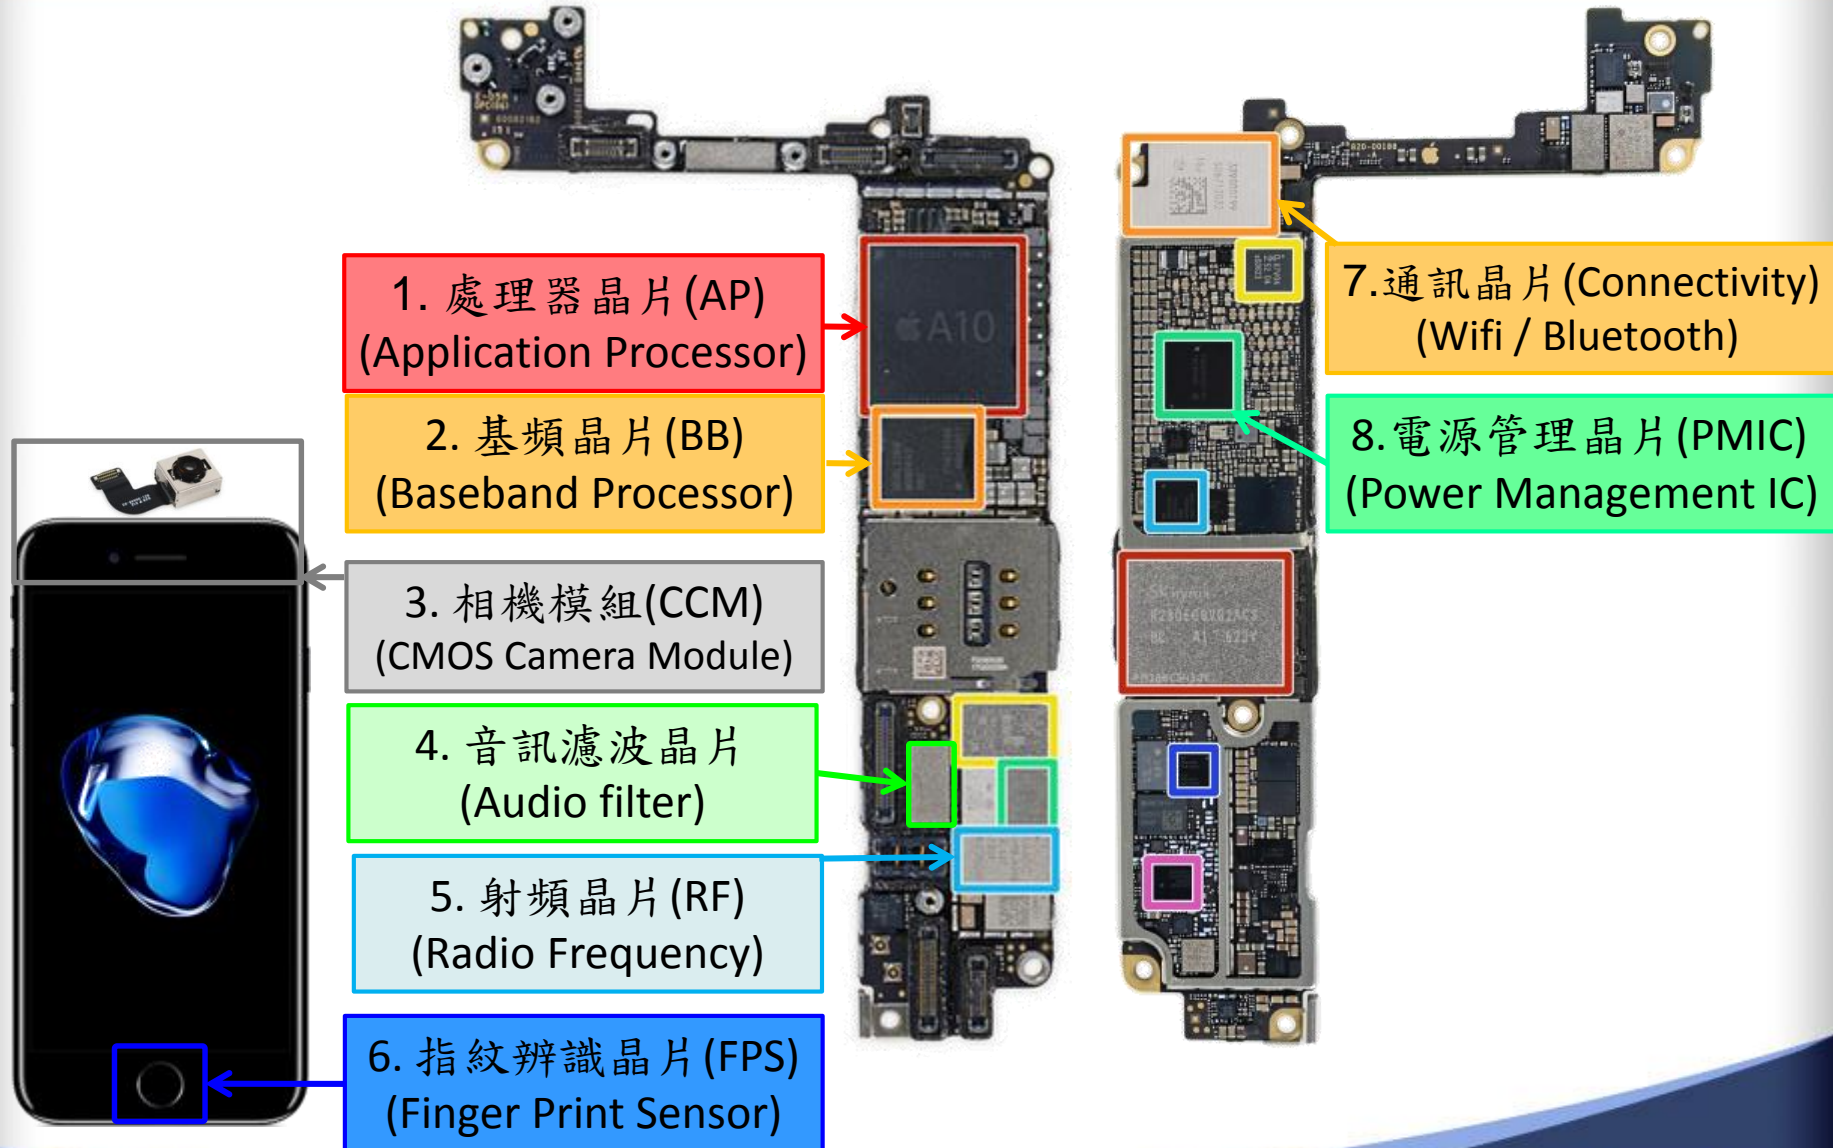 1. 處理器晶片(AP)
(Application Processor)
2. 基頻晶片(BB)
(Baseband Processor)
3. 相機模組(CCM)
(CMOS Camera Module)
4. 音訊濾波晶片
(Audio filter)
5. 射頻晶片(RF)
(Radio Frequency)
6. 指紋辨識晶片(FPS)
(Finger Print Sensor)
A10
7.通訊晶片(Connectivity)
(Wifi / Bluetooth)
8.電源管理晶片(PMIC)
(Power Management IC)
820-00188